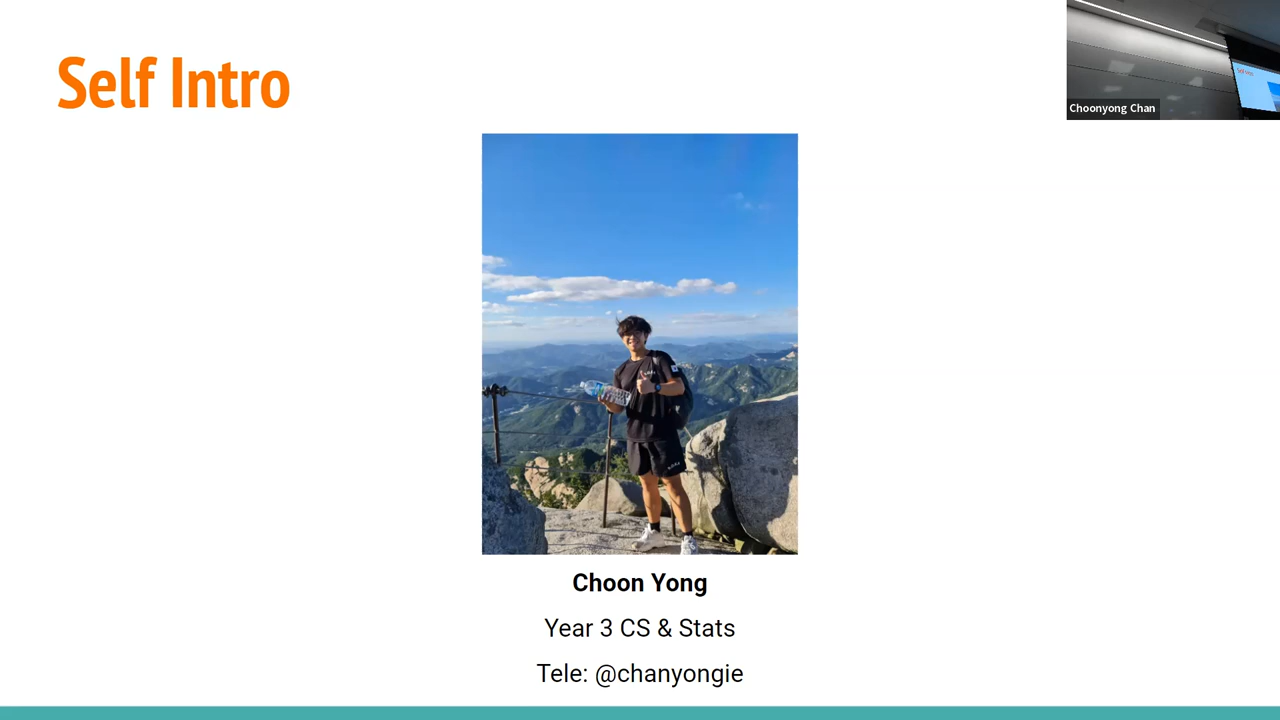 Self Intro
Choonyong Chan
Choon Yong
Year 3 CS & Stats
Tele: @chanyongie